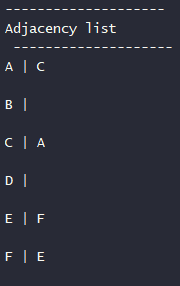 --------------------
Adjacency list
--------------------
A | C
B |
C | A
D |
E | F
F | E